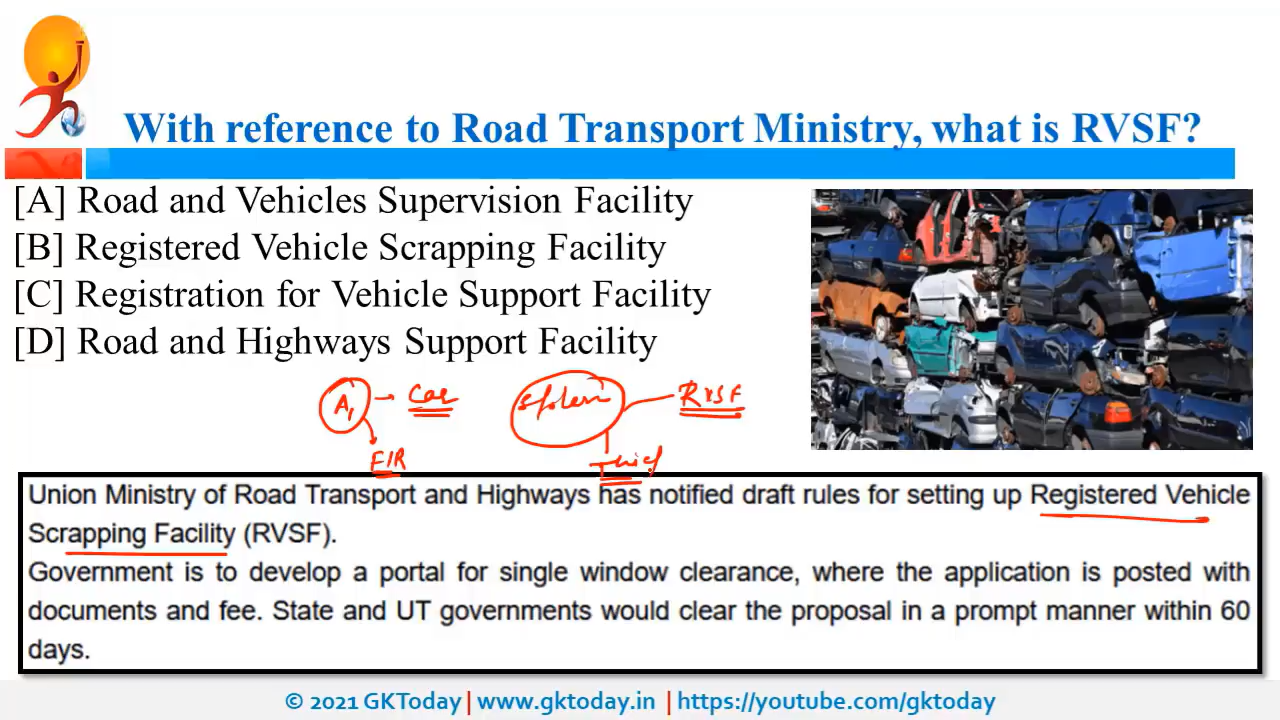 With reference to Road Transport Ministry, what is RVSF?
[A] Road and Vehicles Supervision Facility
[B] Registered Vehicle Scrapping Facility
[C] Registration for Vehicle Support Facility
[D] Road and Highways Support Facility
A1 → Car
RVSF
FIR
Thief
Union Ministry of Road Transport and Highways has notified draft rules for setting up Registered Vehicle
Scrapping Facility (RVSF).
Government is to develop a portal for single window clearance, where the application is posted with
documents and fee. State and UT governments would clear the proposal in a prompt manner within 60
days.
© 2021 GKToday | www.gktoday.in | https://youtube.com/gktoday